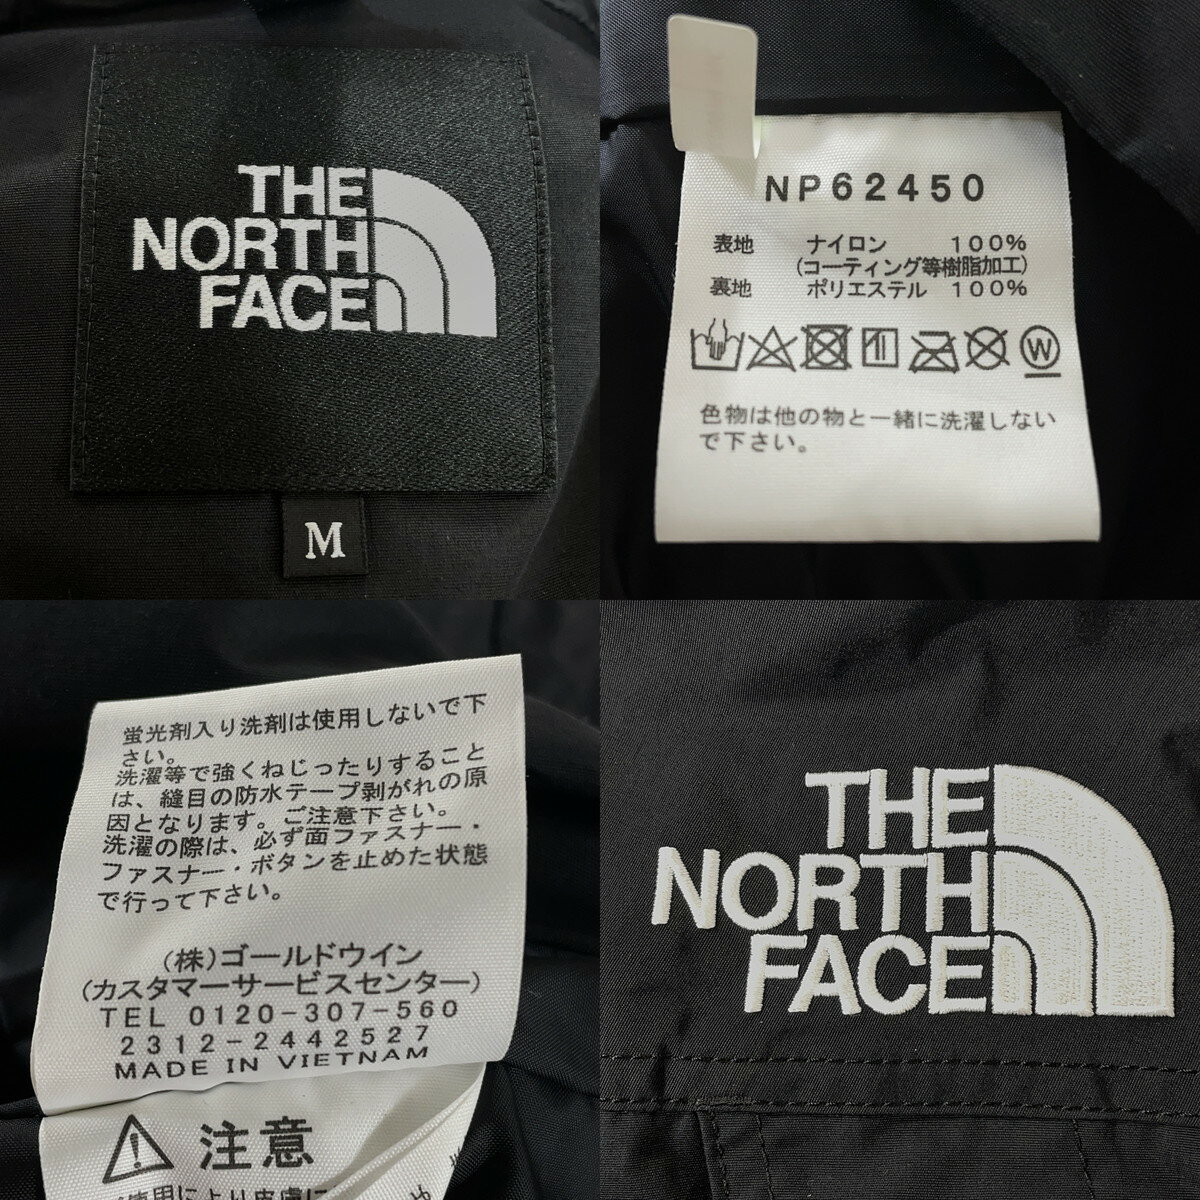 THE
NORTH
FACE
M
NP62450
表地 ナイロン 100%
(コーティング等樹脂加工)
裏地 ポリエステル 100%
W
色物は他の物と一緒に洗濯しない
で下さい。
蛍光剤入り洗剤は使用しないで下
さい。
洗濯等で強くねじったりすること
は、縫目の防水テープ剥がれの原
因となります。ご注意下さい。
洗濯の際は、必ず面ファスナー・
ファスナー・ボタンを止めた状態
で行って下さい。
(株)ゴールドウイン
(カスタマーサービスセンター)
TEL 0120-307-560
2312-2442527
MADE IN VIETNAM
注意
使用により皮膚に
THE
NORTH
FACE